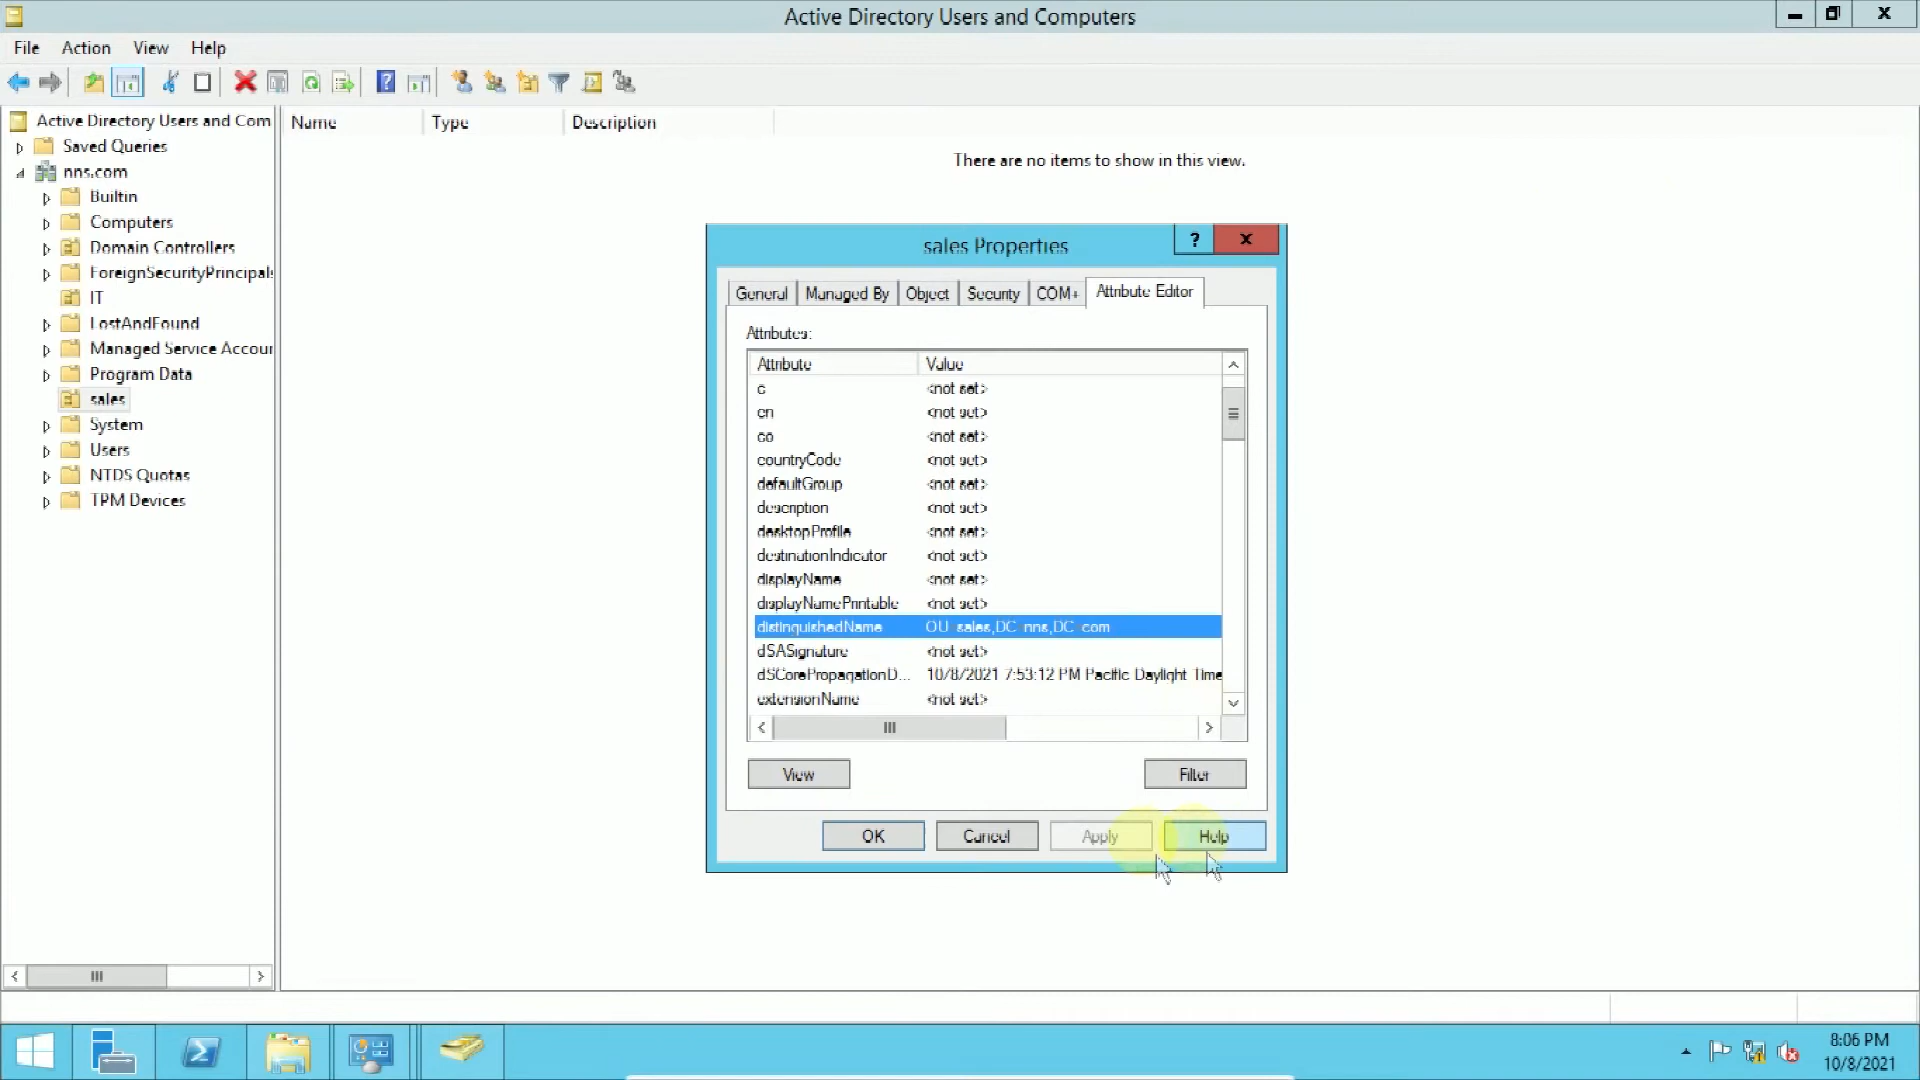 Active Directory Users and Computers
File Action View Help
Active Directory Users and Com
Saved Queries
nns.com
Builtin
Computers
Domain Controllers
ForeignSecurityPrincipals
IT
LostAndFound
Managed Service Accour
Program Data
sales
System
Users
NTDS Quotas
TPM Devices
Name Type Description
There are no items to show in this view.
sales Properties
General Managed By Object Security COM+ Attribute Editor
Attributes:
Attribute Value
c <not set>
cn <not set>
co <not set>
countryCode <not set>
defaultGroup <not set>
description <not set>
desktopProfile <not set>
destinationIndicator <not set>
displayName <not set>
displayNamePrintable <not set>
distinguishedName OU=sales,DC=nns,DC=com
dSASignature <not set>
dSCorePropagationD... 10/8/2021 7:53:12 PM Pacific Daylight Time
extensionName <not set>
View Filter
OK Cancel Apply Help
8:06 PM
10/8/2021